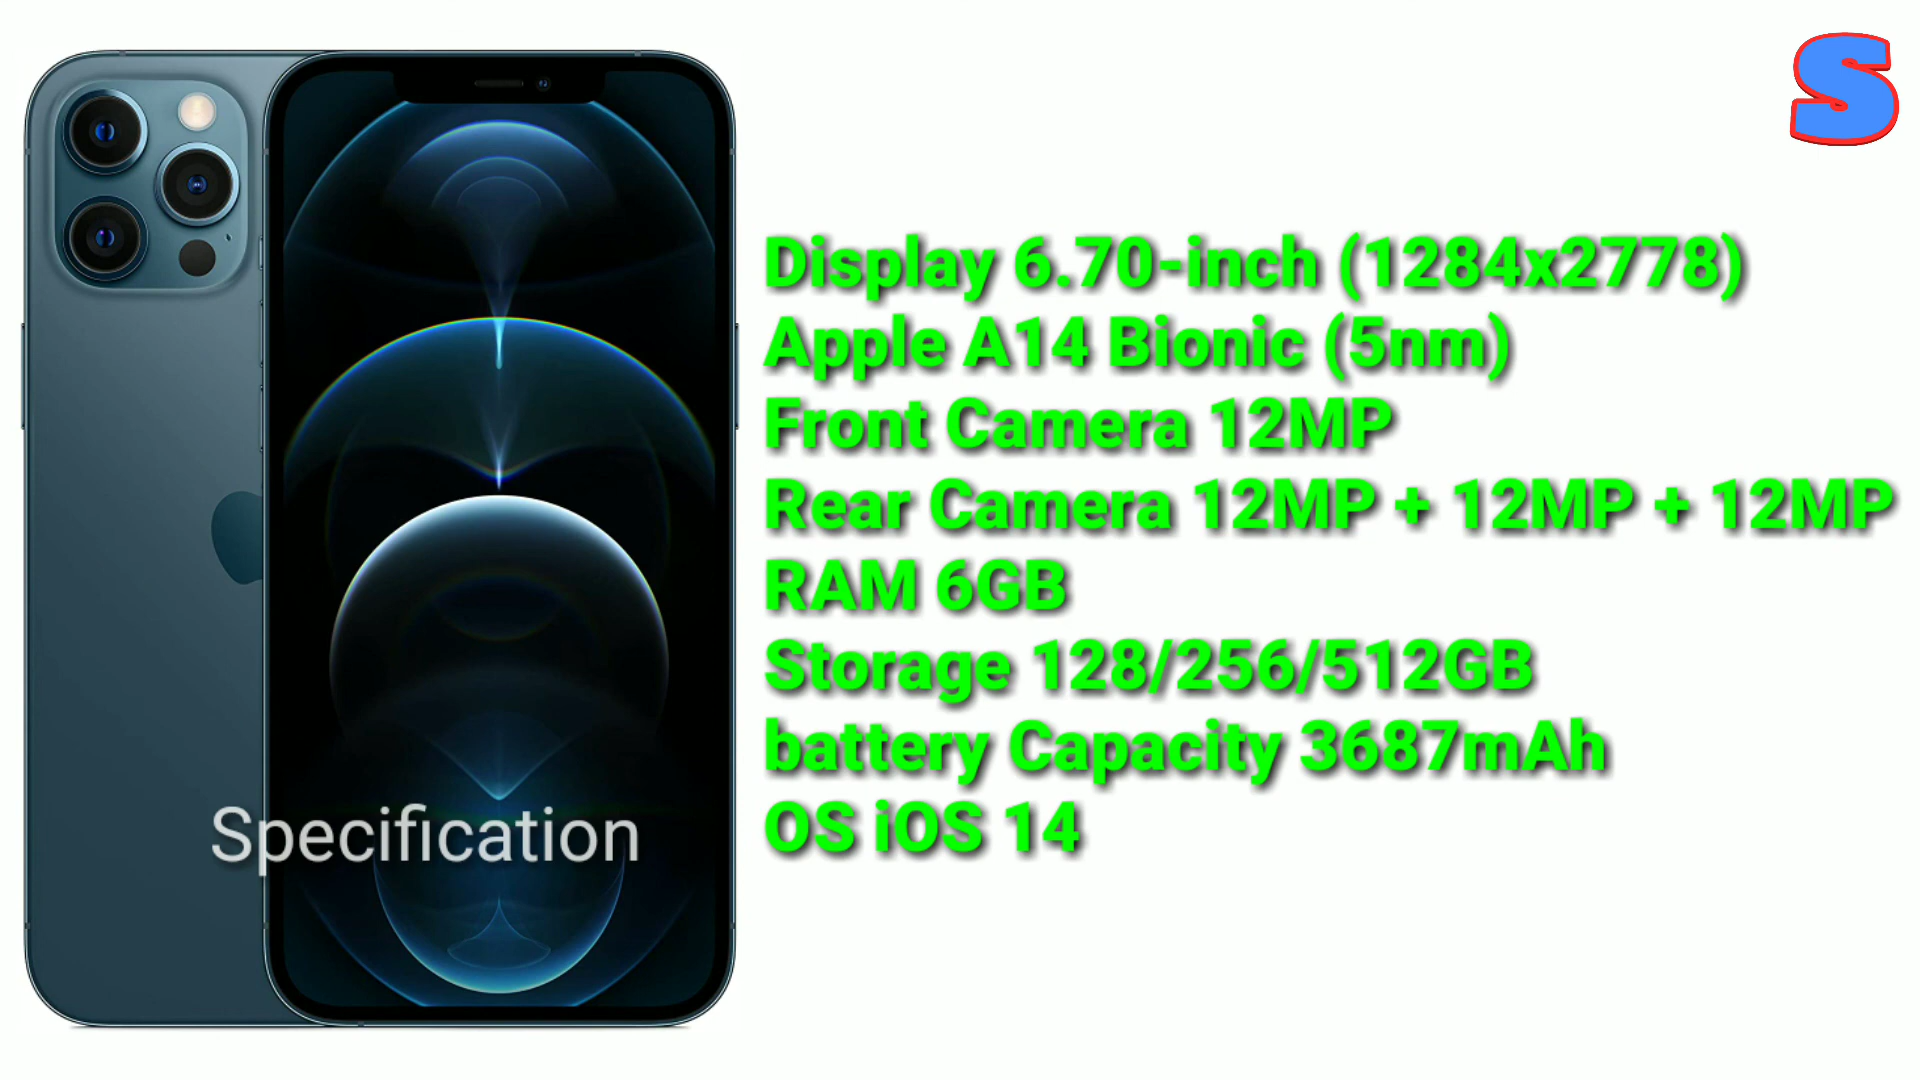 S
Display 6.70-inch (1284x2778)
Apple A14 Bionic (5nm)
Front Camera 12MP
Rear Camera 12MP + 12MP + 12MP
RAM 6GB
Storage 128/256/512GB
battery Capacity 3687mAh
OS iOS 14
Specification